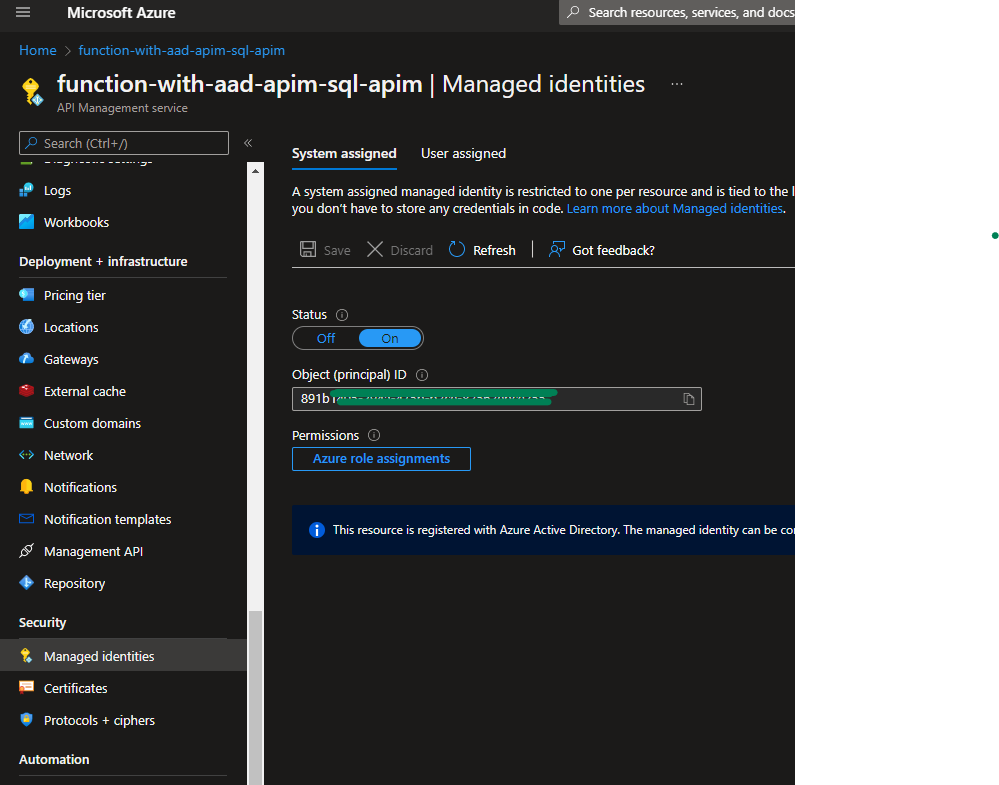 Microsoft Azure
Search resources, services, and docs
Home > function-with-aad-apim-sql-apim
function-with-aad-apim-sql-apim | Managed identities ...
API Management service
Search (Ctrl+/) «
Diagnostic settings
Logs
Workbooks
Deployment + infrastructure
Pricing tier
Locations
Gateways
External cache
Custom domains
Network
Notifications
Notification templates
Management API
Repository
Security
Managed identities
Certificates
Protocols + ciphers
Automation
System assigned User assigned
A system assigned managed identity is restricted to one per resource and is tied to the l
you don't have to store any credentials in code. Learn more about Managed identities.
Save Discard Refresh | Got feedback?
Status
Off On
Object (principal) ID
891b
Permissions
Azure role assignments
This resource is registered with Azure Active Directory. The managed identity can be co